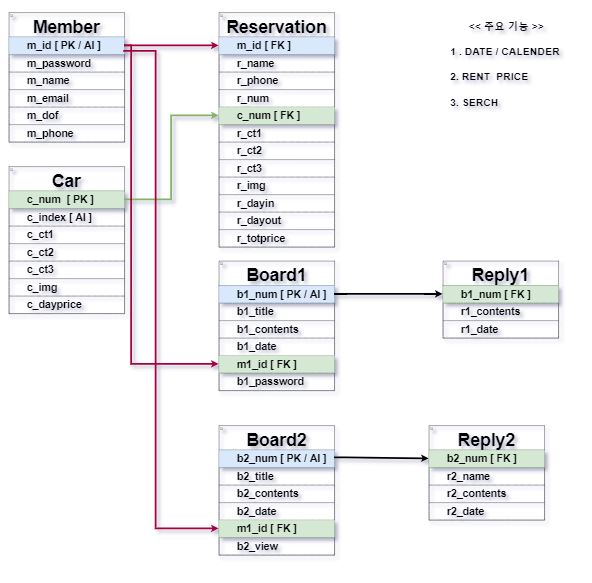 Member
m_id [ PK / AI ]
m_password
m_name
m_email
m_dof
m_phone
Car
c_num [ PK ]
c_index [ AI ]
c_ct1
c_ct2
c_ct3
c_img
c_dayprice
Reservation
m_id [ FK ]
r_name
r_phone
r_num
c_num [ FK ]
r_ct1
r_ct2
r_ct3
r_img
r_dayin
r_dayout
r_totprice
Board1
b1_num [ PK / AI ]
b1_title
b1_contents
b1_date
m1_id [ FK ]
b1_password
Reply1
b1_num [ FK ]
r1_contents
r1_date
Board2
b2_num [ PK / AI ]
b2_title
b2_contents
b2_date
m1_id [ FK ]
b2_view
Reply2
b2_num [ FK ]
r2_name
r2_contents
r2_date
<< 주요 기능 >>
1 . DATE / CALENDER
2. RENT PRICE
3. SERCH